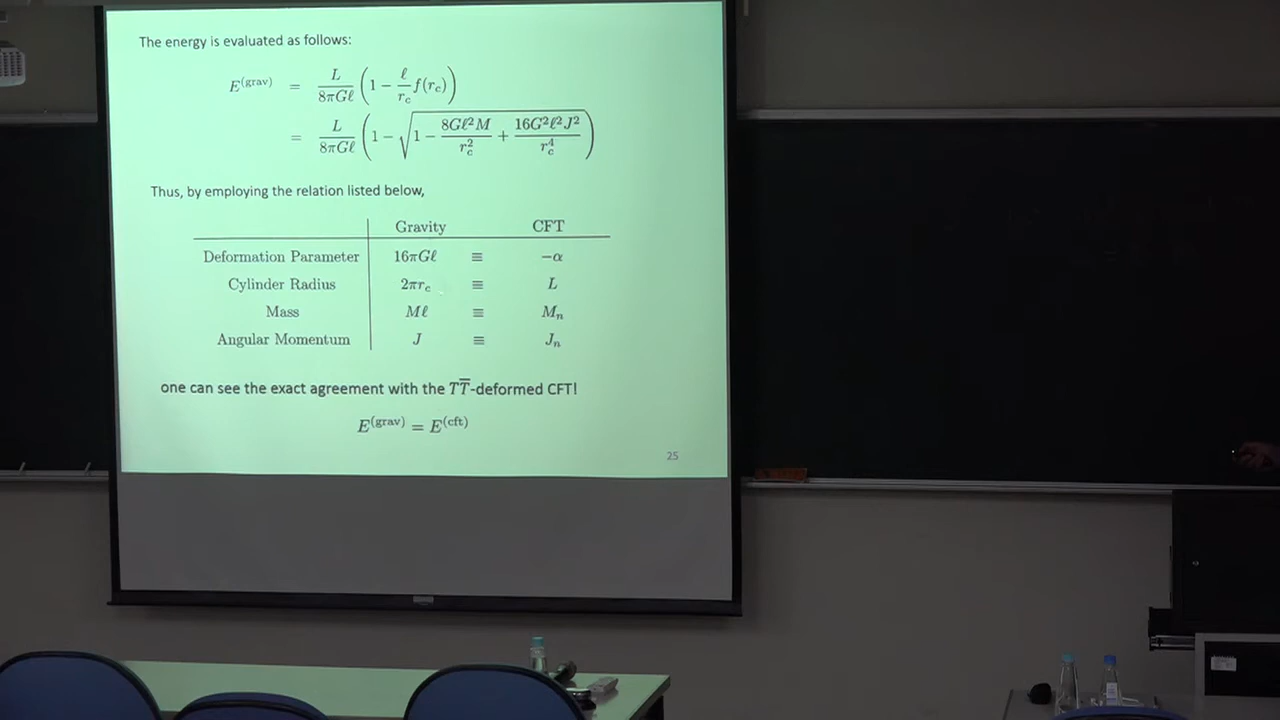 The energy is evaluated as follows:
E^(grav) = L/8πGℓ (1 − ℓ/r_c f(r_c))
= L/8πGℓ (1 − √(1 − 8Gℓ²M/r_c² + 16G²ℓ²J²/r_c⁴))
Thus, by employing the relation listed below,
Gravity CFT
Deformation Parameter 16πGℓ ≡ −α
Cylinder Radius 2πr_c ≡ L
Mass Mℓ ≡ M_n
Angular Momentum J ≡ J_n
one can see the exact agreement with the TT̅-deformed CFT!
E^(grav) = E^(cft)
25